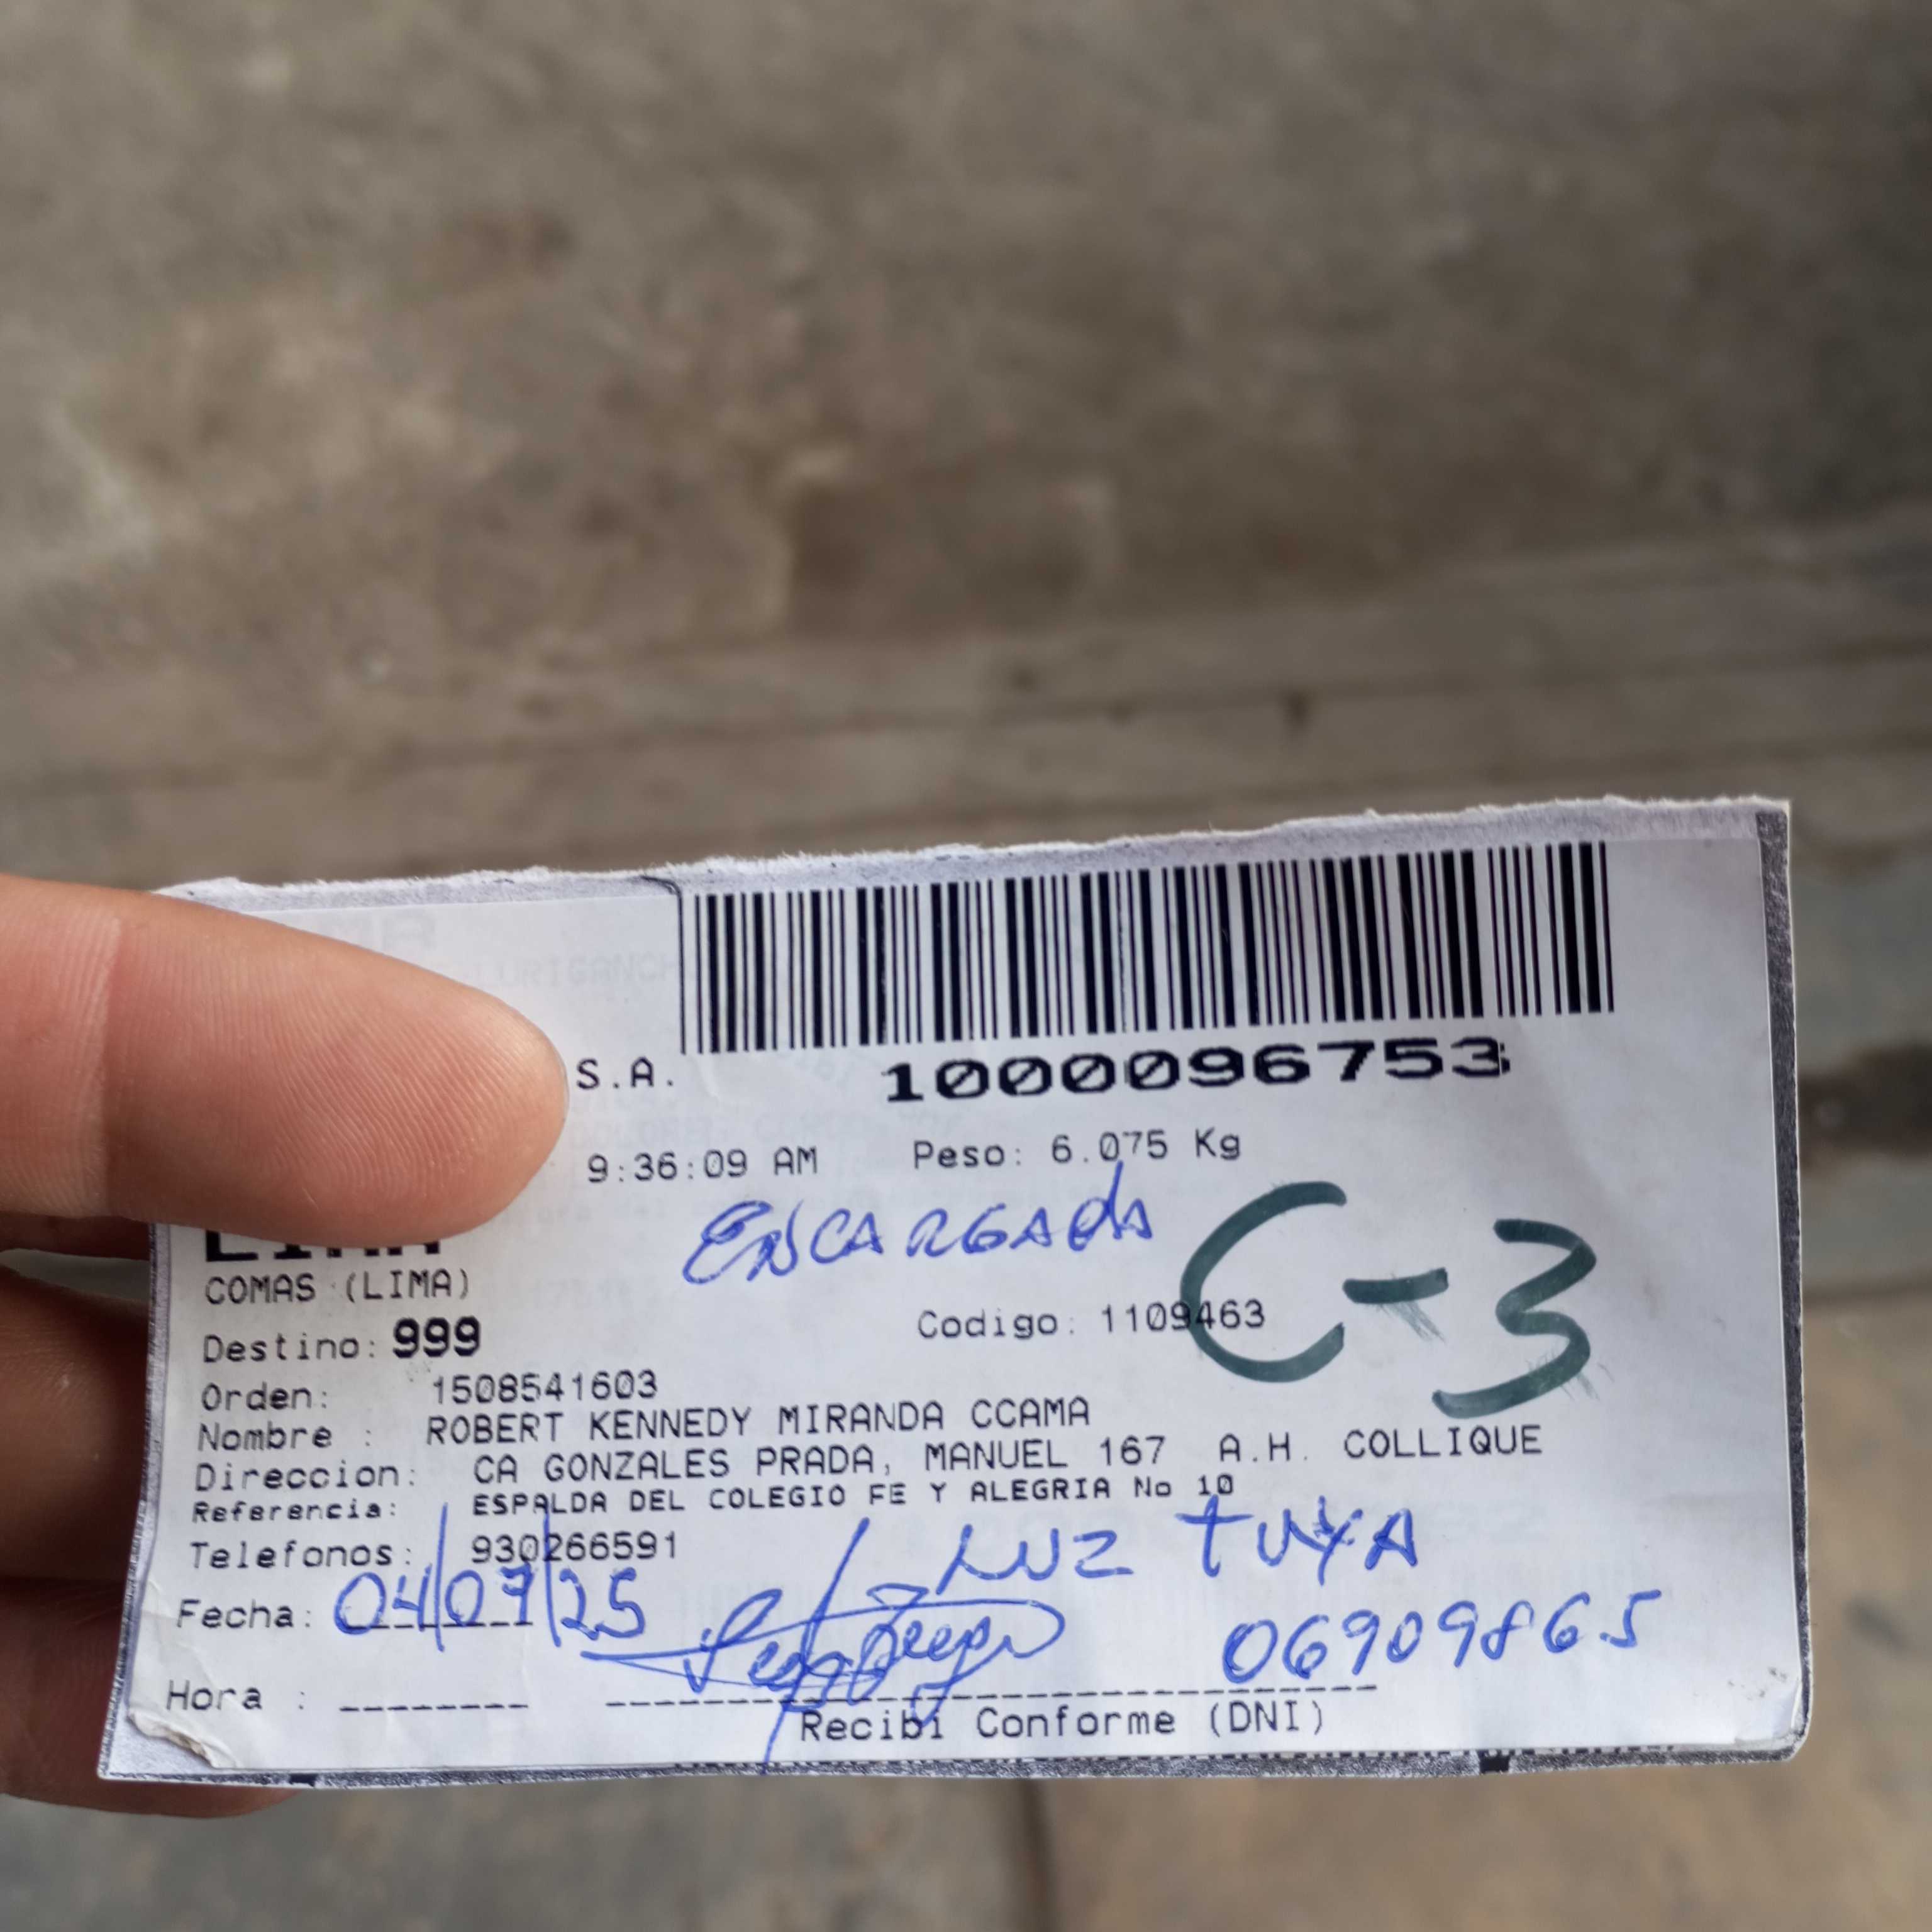 1000096753
S.A.
9:36:09 AM Peso: 6.075 Kg
ENCARGADA
C-3
COMAS (LIMA)
Destino: 999 Codigo: 1109463
Orden: 1508541603
Nombre : ROBERT KENNEDY MIRANDA CCAMA
Direccion: CA GONZALES PRADA, MANUEL 167 A.H. COLLIQUE
Referencia: ESPALDA DEL COLEGIO FE Y ALEGRIA No 10
Telefonos: 930266591
LUZ TUYA
Fecha: 04/07/25
06909865
Hora :
Recibi Conforme (DNI)